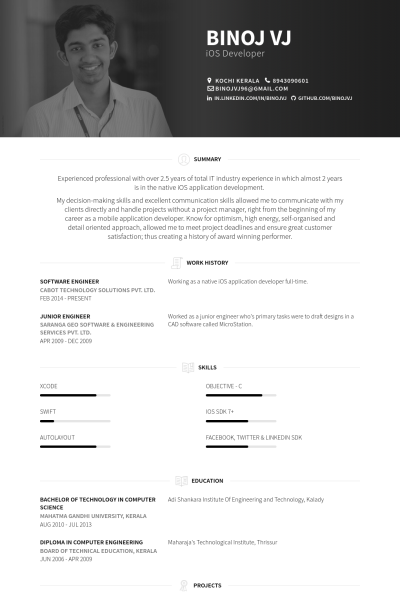 BINOJ VJ
iOS Developer
KOCHI KERALA 8943090601
BINOJVJ96@GMAIL.COM
IN.LINKEDIN.COM/IN/BINOJVJ GITHUB.COM/BINOJVJ
SUMMARY
Experienced professional with over 2.5 years of total IT industry experience in which almost 2 years
is in the native iOS application development.
My decision-making skills and excellent communication skills allowed me to communicate with my
clients directly and handle projects without a project manager, right from the beginning of my
career as a mobile application developer. Know for optimism, high energy, self-organised and
detail oriented approach, allowed me to meet project deadlines and ensure great customer
satisfaction; thus creating a history of award winning performer.
WORK HISTORY
SOFTWARE ENGINEER
CABOT TECHNOLOGY SOLUTIONS PVT. LTD.
FEB 2014 - PRESENT
Working as a native iOS application developer full-time.
JUNIOR ENGINEER
SARANGA GEO SOFTWARE & ENGINEERING
SERVICES PVT. LTD.
APR 2009 - DEC 2009
Worked as a junior engineer who's primary tasks were to draft designs in a
CAD software called MicroStation.
SKILLS
XCODE
OBJECTIVE - C
SWIFT
IOS SDK 7+
AUTOLAYOUT
FACEBOOK, TWITTER & LINKEDIN SDK
EDUCATION
BACHELOR OF TECHNOLOGY IN COMPUTER
SCIENCE
MAHATMA GANDHI UNIVERSITY, KERALA
AUG 2010 - JUL 2013
Adi Shankara Institute Of Engineering and Technology, Kalady
DIPLOMA IN COMPUTER ENGINEERING
BOARD OF TECHNICAL EDUCATION, KERALA
JUN 2006 - APR 2009
Maharaja's Technological Institute, Thrissur
PROJECTS